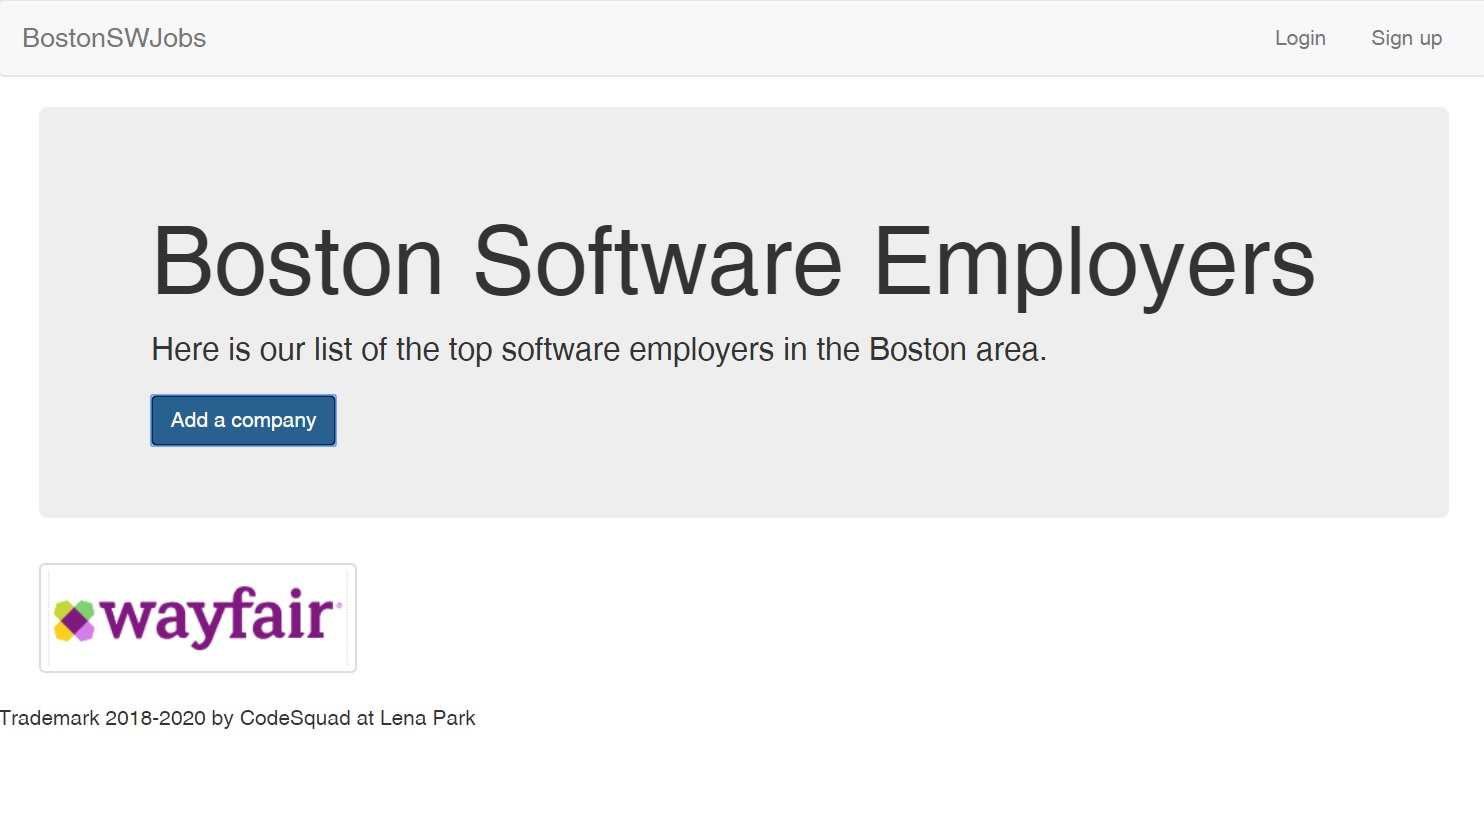 BostonSWJobs
Login
Sign up
Boston Software Employers
Here is our list of the top software employers in the Boston area.
Add a company
wayfair®
Trademark 2018-2020 by CodeSquad at Lena Park